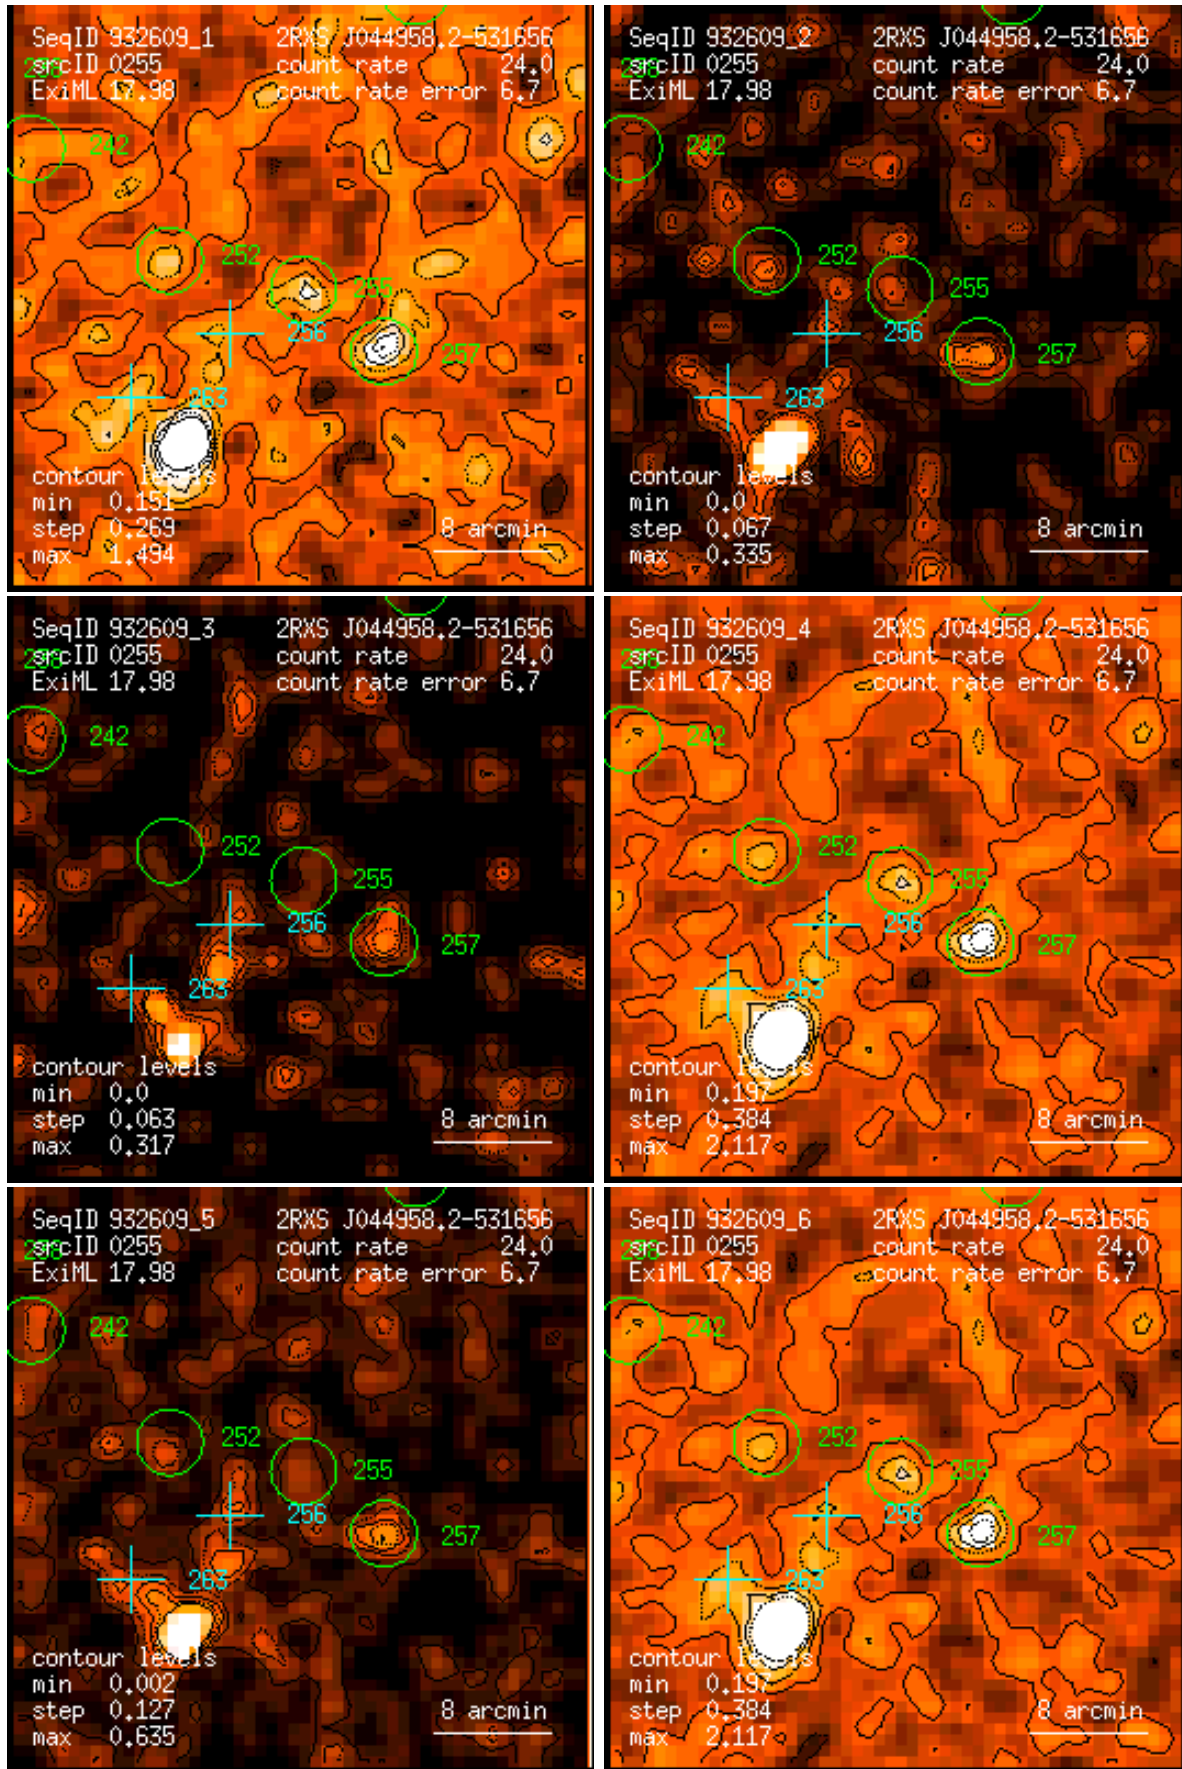 SeqID 932609_1 2RXS J044958.2-531656
srcID 0255 count rate 24.0
ExiML 17.98 count rate error 6.7
242
252
255
256
257
263
contour levels
min 0.151
step 0.269 8 arcmin
max 1.494
SeqID 932609_2 2RXS J044958.2-531656
srcID 0255 count rate 24.0
ExiML 17.98 count rate error 6.7
242
252
255
256
257
263
contour levels
min 0.0
step 0.067 8 arcmin
max 0.335
SeqID 932609_3 2RXS J044958.2-531656
srcID 0255 count rate 24.0
ExiML 17.98 count rate error 6.7
242
252
255
256
257
263
contour levels
min 0.0
step 0.063 8 arcmin
max 0.317
SeqID 932609_4 2RXS J044958.2-531656
srcID 0255 count rate 24.0
ExiML 17.98 count rate error 6.7
242
252
255
256
257
263
contour levels
min 0.197
step 0.384 8 arcmin
max 2.117
SeqID 932609_5 2RXS J044958.2-531656
srcID 0255 count rate 24.0
ExiML 17.98 count rate error 6.7
242
252
255
256
257
263
contour levels
min 0.002
step 0.127 8 arcmin
max 0.635
SeqID 932609_6 2RXS J044958.2-531656
srcID 0255 count rate 24.0
ExiML 17.98 count rate error 6.7
242
252
255
256
257
263
contour levels
min 0.197
step 0.384 8 arcmin
max 2.117